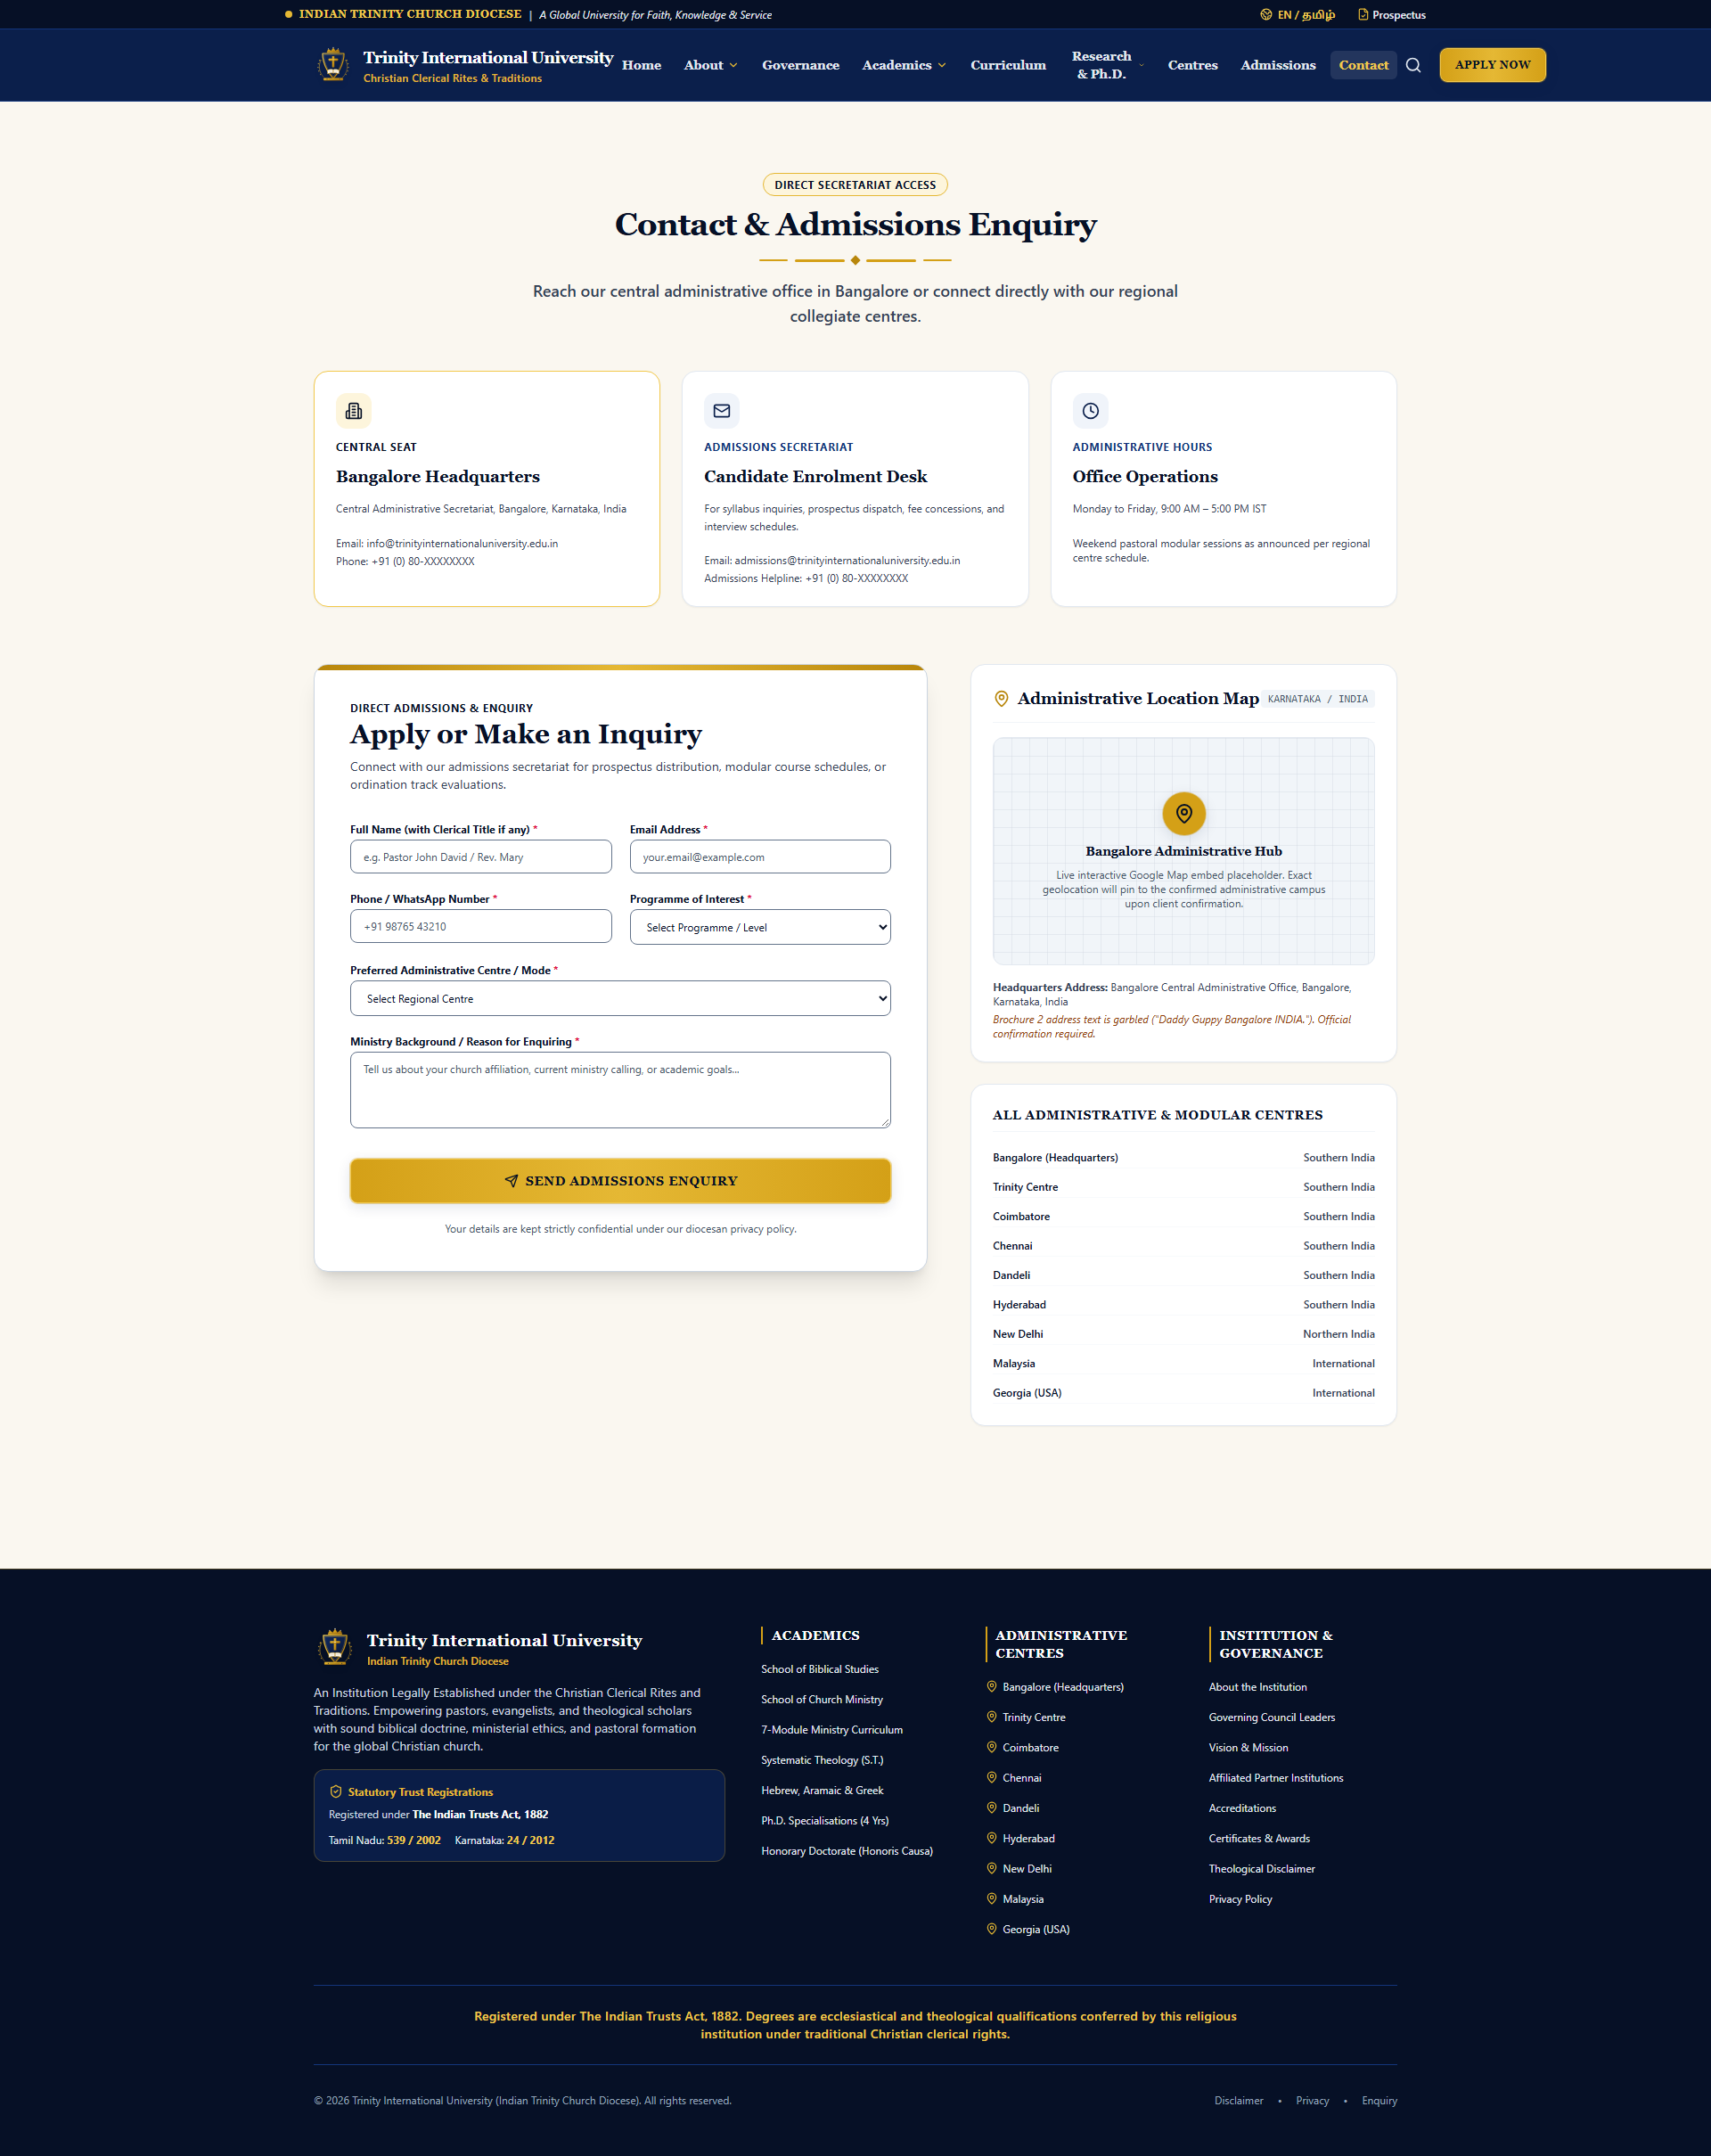 INDIAN TRINITY CHURCH DIOCESE | A Global University for Faith, Knowledge & Service
EN / தமிழ்
Prospectus
Trinity International University
Christian Clerical Rites & Traditions
Home
About
Governance
Academics
Curriculum
Research & Ph.D.
Centres
Admissions
Contact
APPLY NOW
DIRECT SECRETARIAT ACCESS
Contact & Admissions Enquiry
Reach our central administrative office in Bangalore or connect directly with our regional
collegiate centres.
CENTRAL SEAT
Bangalore Headquarters
Central Administrative Secretariat, Bangalore, Karnataka, India
Email: info@trinityinternationaluniversity.edu.in
Phone: +91 (0) 80-XXXXXXXX
ADMISSIONS SECRETARIAT
Candidate Enrolment Desk
For syllabus inquiries, prospectus dispatch, fee concessions, and
interview schedules.
Email: admissions@trinityinternationaluniversity.edu.in
Admissions Helpline: +91 (0) 80-XXXXXXXX
ADMINISTRATIVE HOURS
Office Operations
Monday to Friday, 9:00 AM – 5:00 PM IST
Weekend pastoral modular sessions as announced per regional
centre schedule.
DIRECT ADMISSIONS & ENQUIRY
Apply or Make an Inquiry
Connect with our admissions secretariat for prospectus distribution, modular course schedules, or
ordination track evaluations.
Full Name (with Clerical Title if any) *
e.g. Pastor John David / Rev. Mary
Email Address *
your.email@example.com
Phone / WhatsApp Number *
+91 98765 43210
Programme of Interest *
Select Programme / Level
Preferred Administrative Centre / Mode *
Select Regional Centre
Ministry Background / Reason for Enquiring *
Tell us about your church affiliation, current ministry calling, or academic goals...
SEND ADMISSIONS ENQUIRY
Your details are kept strictly confidential under our diocesan privacy policy.
Administrative Location Map
KARNATAKA / INDIA
Bangalore Administrative Hub
Live interactive Google Map embed placeholder. Exact
geolocation will pin to the confirmed administrative campus
upon client confirmation.
Headquarters Address: Bangalore Central Administrative Office, Bangalore,
Karnataka, India
Brochure 2 address text is garbled ("Daddy Guppy Bangalore INDIA."). Official
confirmation required.
ALL ADMINISTRATIVE & MODULAR CENTRES
Bangalore (Headquarters) Southern India
Trinity Centre Southern India
Coimbatore Southern India
Chennai Southern India
Dandeli Southern India
Hyderabad Southern India
New Delhi Northern India
Malaysia International
Georgia (USA) International
Trinity International University
Indian Trinity Church Diocese
An Institution Legally Established under the Christian Clerical Rites and
Traditions. Empowering pastors, evangelists, and theological scholars
with sound biblical doctrine, ministerial ethics, and pastoral formation
for the global Christian church.
Statutory Trust Registrations
Registered under The Indian Trusts Act, 1882
Tamil Nadu: 539 / 2002 Karnataka: 24 / 2012
ACADEMICS
School of Biblical Studies
School of Church Ministry
7-Module Ministry Curriculum
Systematic Theology (S.T.)
Hebrew, Aramaic & Greek
Ph.D. Specialisations (4 Yrs)
Honorary Doctorate (Honoris Causa)
ADMINISTRATIVE
CENTRES
Bangalore (Headquarters)
Trinity Centre
Coimbatore
Chennai
Dandeli
Hyderabad
New Delhi
Malaysia
Georgia (USA)
INSTITUTION &
GOVERNANCE
About the Institution
Governing Council Leaders
Vision & Mission
Affiliated Partner Institutions
Accreditations
Certificates & Awards
Theological Disclaimer
Privacy Policy
Registered under The Indian Trusts Act, 1882. Degrees are ecclesiastical and theological qualifications conferred by this religious
institution under traditional Christian clerical rights.
© 2026 Trinity International University (Indian Trinity Church Diocese). All rights reserved.
Disclaimer • Privacy • Enquiry